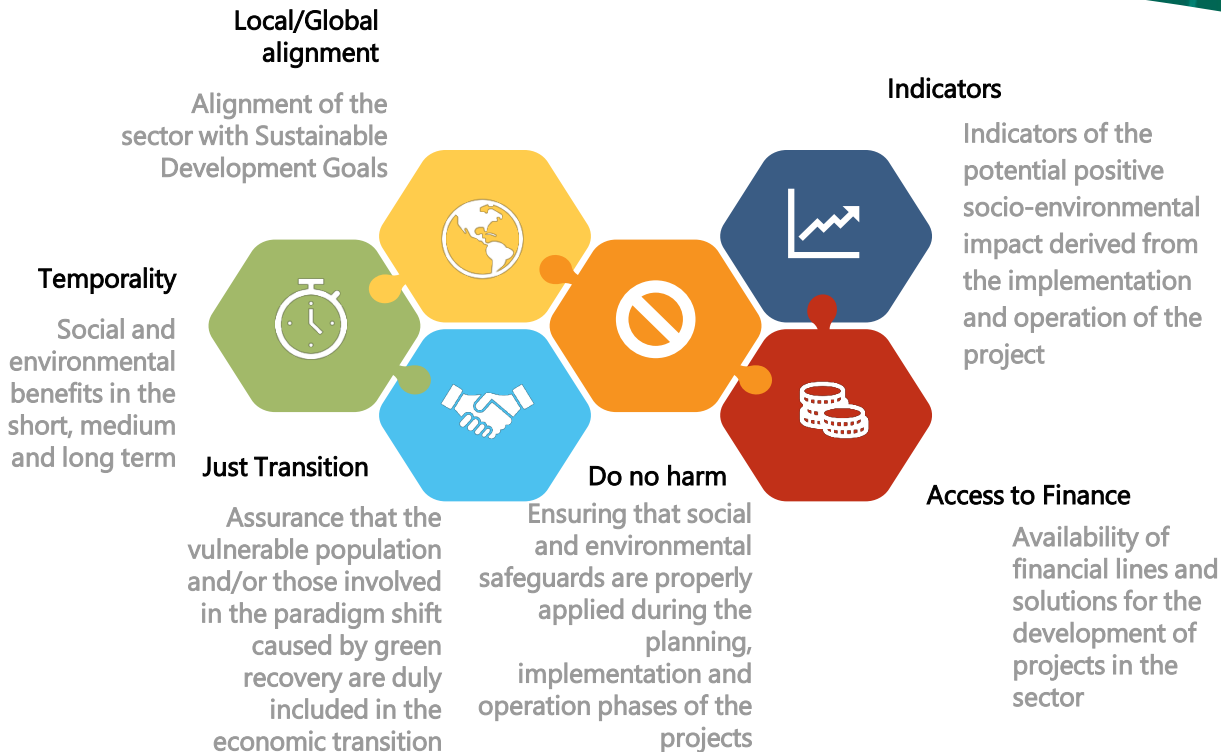 Local/Global
alignment
Alignment of the
sector with Sustainable
Development Goals
Indicators
Indicators of the
potential positive
socio-environmental
impact derived from
the implementation
and operation of the
project
Temporality
Social and
environmental
benefits in the
short, medium
and long term
Just Transition
Assurance that the
vulnerable population
and/or those involved
in the paradigm shift
caused by green
recovery are duly
included in the
economic transition
Do no harm
Ensuring that social
and environmental
safeguards are properly
applied during the
planning,
implementation and
operation phases of the
projects
Access to Finance
Availability of
financial lines and
solutions for the
development of
projects in the
sector